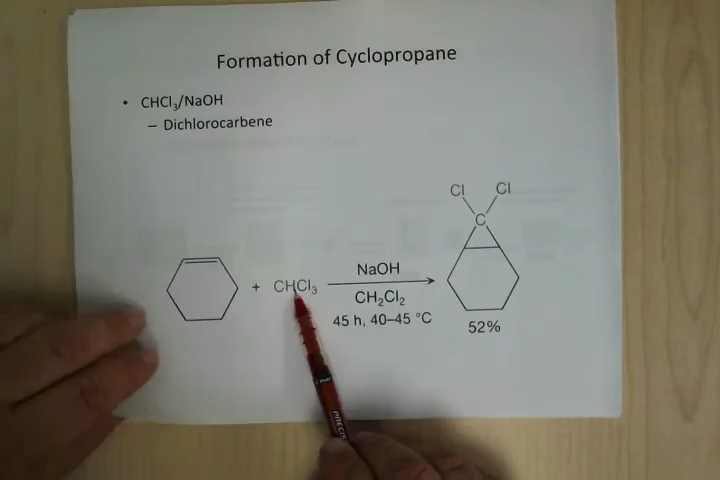 Formation of Cyclopropane
• CHCl₃/NaOH
– Dichlorocarbene
Cl Cl
C
+ CHCl₃
NaOH
CH₂Cl₂
45 h, 40–45 °C
52%